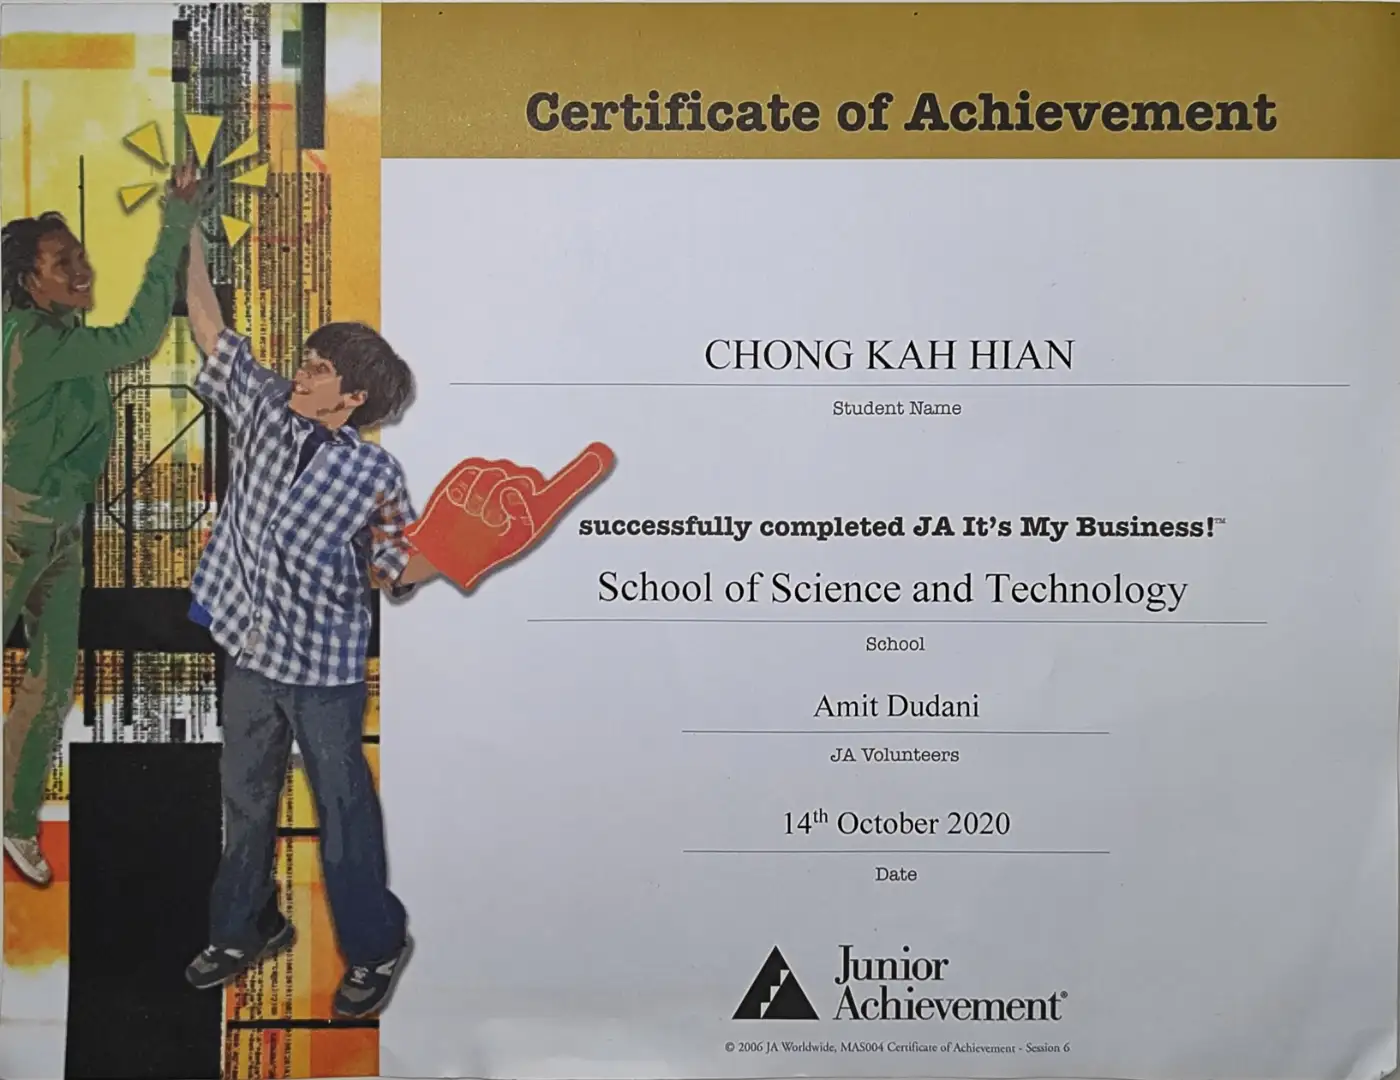 Certificate of Achievement
CHONG KAH HIAN
Student Name
successfully completed JA It's My Business!™
School of Science and Technology
School
Amit Dudani
JA Volunteers
14th October 2020
Date
Junior
Achievement®
© 2006 JA Worldwide, MAS004 Certificate of Achievement - Session 6